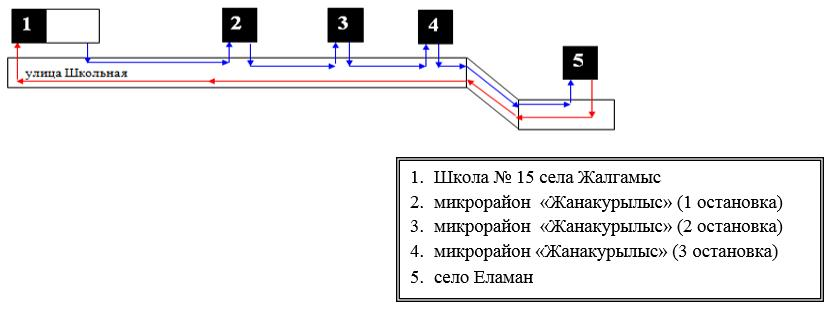 1
2
3
4
5
улица Школьная
1. Школа № 15 села Жалгамыс
2. микрорайон «Жанакурылыс» (1 остановка)
3. микрорайон «Жанакурылыс» (2 остановка)
4. микрорайон «Жанакурылыс» (3 остановка)
5. село Еламан